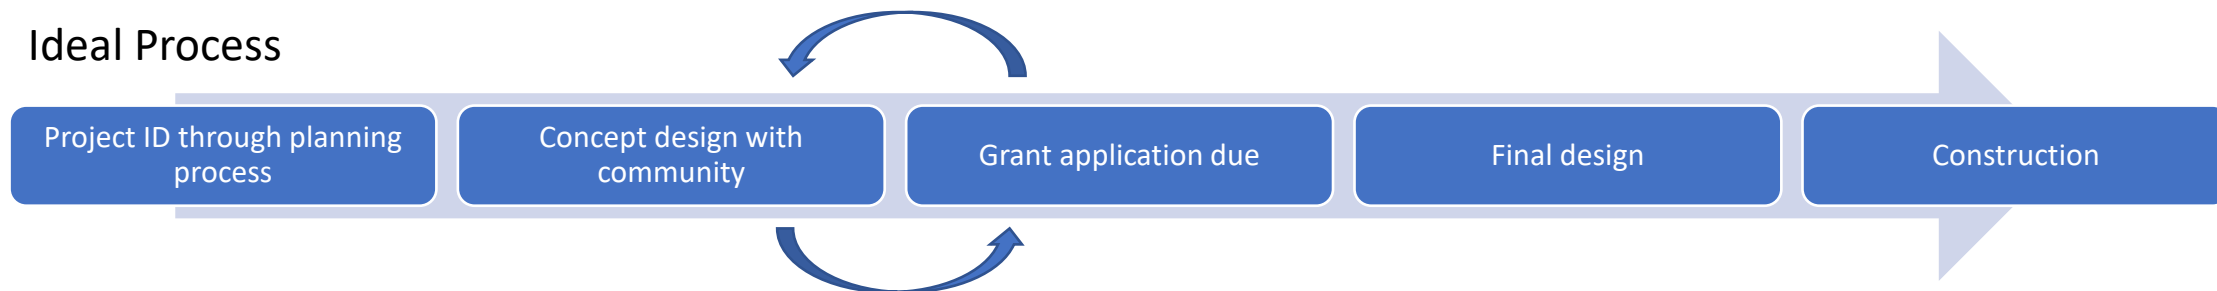 Ideal Process
Project ID through planning
process
Concept design with
community
Grant application due
Final design
Construction